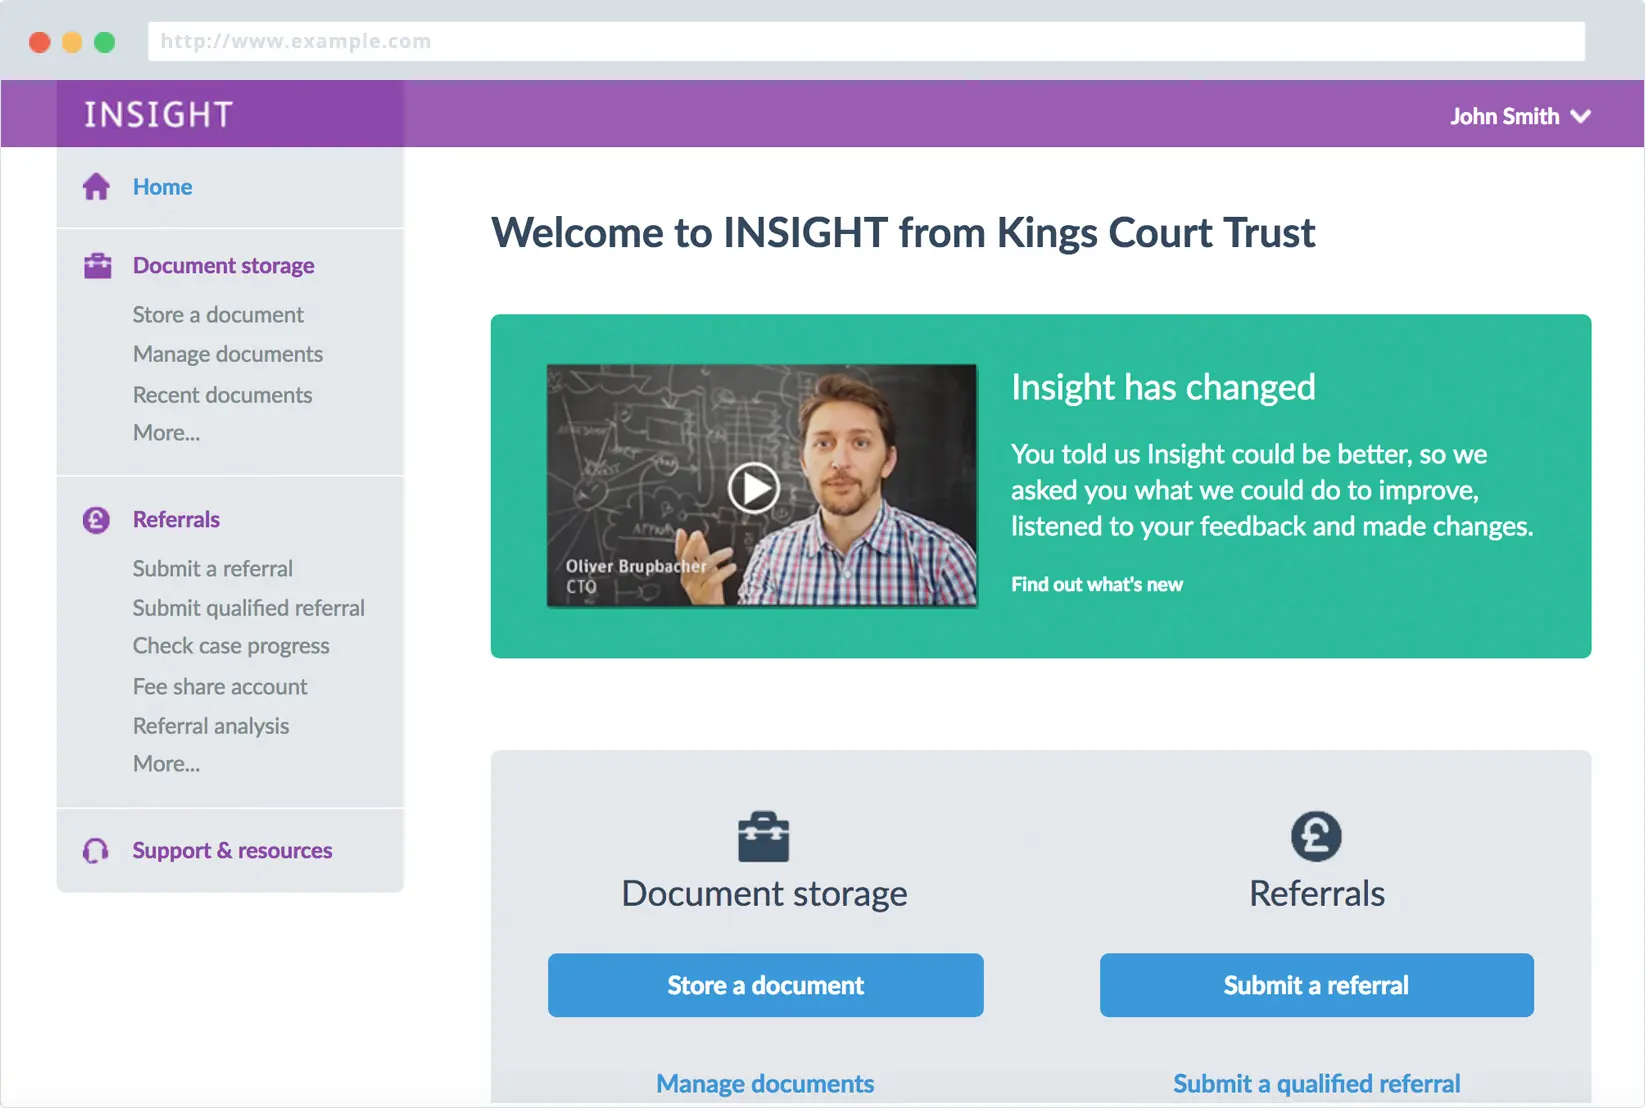 http://www.example.com
INSIGHT
John Smith
Home
Document storage
Store a document
Manage documents
Recent documents
More...
Referrals
Submit a referral
Submit qualified referral
Check case progress
Fee share account
Referral analysis
More...
Support & resources
Welcome to INSIGHT from Kings Court Trust
Oliver Brupbacher
CTO
Insight has changed
You told us Insight could be better, so we
asked you what we could do to improve,
listened to your feedback and made changes.
Find out what's new
Document storage
Store a document
Manage documents
Referrals
Submit a referral
Submit a qualified referral